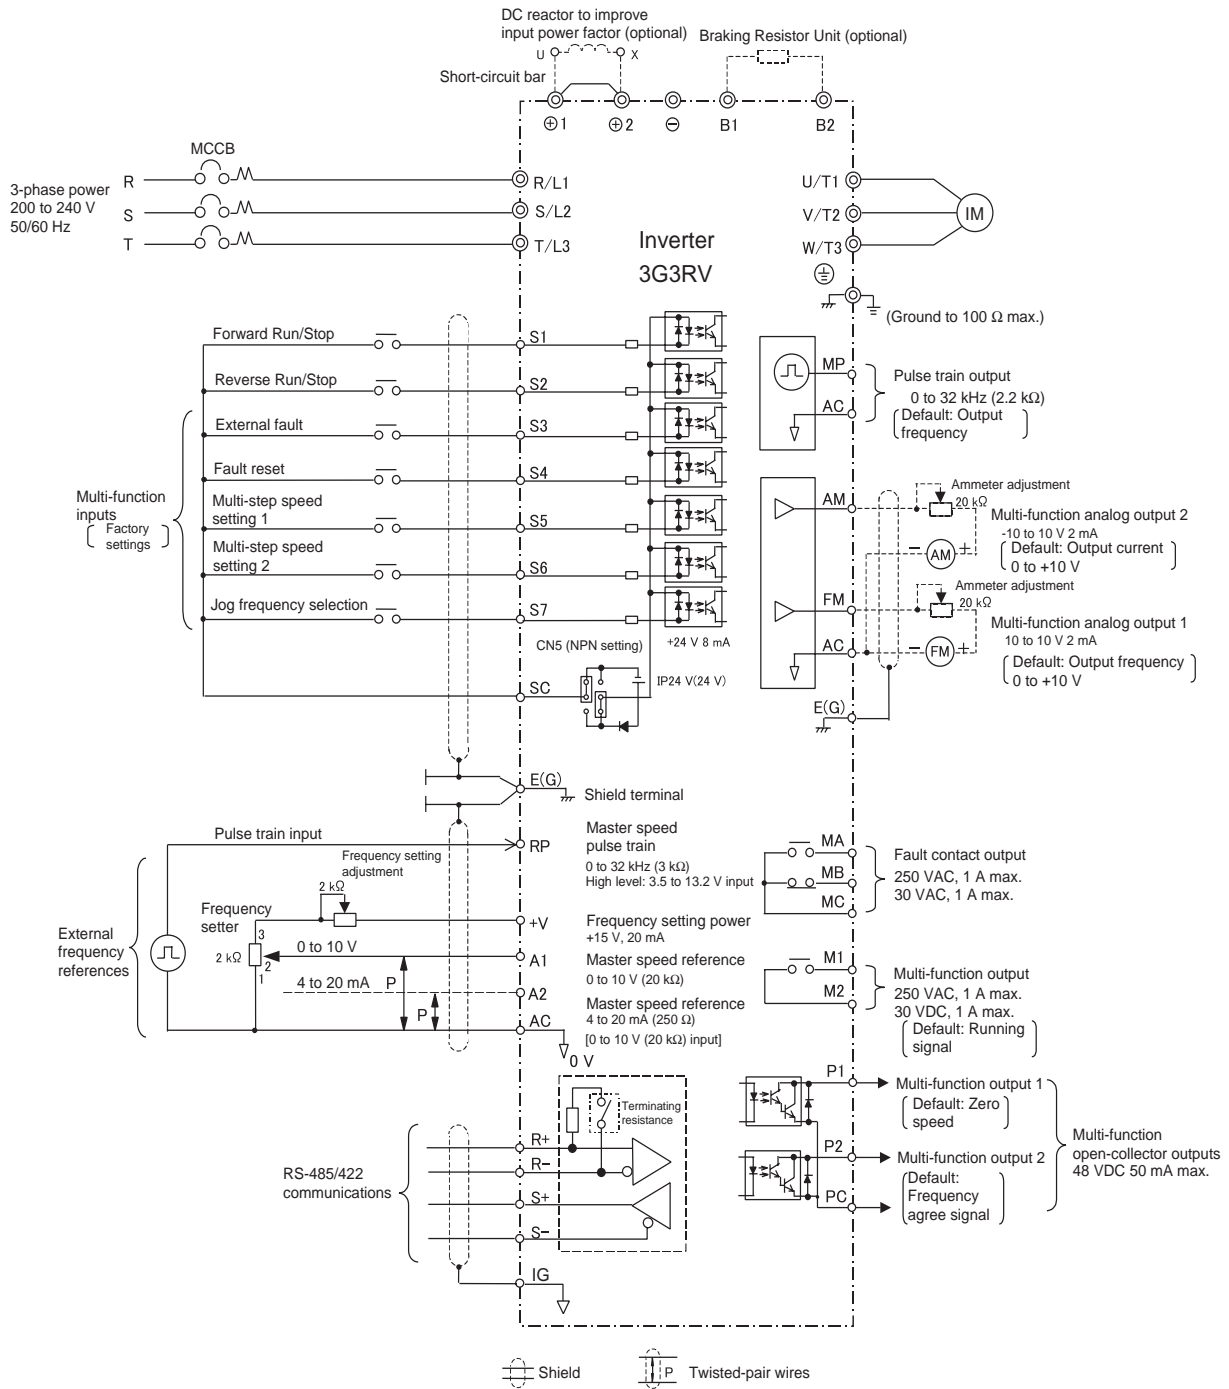 DC reactor to improve
input power factor (optional)
U
X
Braking Resistor Unit (optional)
Short-circuit bar
⊕1
⊕2
⊖
B1
B2
MCCB
3-phase power
200 to 240 V
50/60 Hz
R
S
T
R/L1
S/L2
T/L3
Inverter
3G3RV
U/T1
V/T2
W/T3
IM
(Ground to 100 Ω max.)
Forward Run/Stop
S1
Reverse Run/Stop
S2
External fault
S3
Fault reset
S4
Multi-step speed
setting 1
S5
Multi-step speed
setting 2
S6
Jog frequency selection
S7
Multi-function
inputs
Factory
settings
CN5 (NPN setting)
+24 V 8 mA
IP24 V(24 V)
SC
E(G)
Shield terminal
MP
AC
Pulse train output
0 to 32 kHz (2.2 kΩ)
Default: Output
frequency
AM
Ammeter adjustment
20 kΩ
Multi-function analog output 2
-10 to 10 V 2 mA
Default: Output current
0 to +10 V
− AM +
FM
Ammeter adjustment
20 kΩ
Multi-function analog output 1
10 to 10 V 2 mA
Default: Output frequency
0 to +10 V
AC
− FM +
E(G)
Pulse train input
RP
Master speed
pulse train
0 to 32 kHz (3 kΩ)
High level: 3.5 to 13.2 V input
Frequency setting
adjustment
2 kΩ
Frequency
setter
External
frequency
references
3
2 kΩ
2
1
+V
Frequency setting power
+15 V, 20 mA
0 to 10 V
A1
Master speed reference
0 to 10 V (20 kΩ)
4 to 20 mA
P
A2
Master speed reference
4 to 20 mA (250 Ω)
[0 to 10 V (20 kΩ) input]
P
AC
0 V
MA
MB
MC
Fault contact output
250 VAC, 1 A max.
30 VAC, 1 A max.
M1
M2
Multi-function output
250 VAC, 1 A max.
30 VDC, 1 A max.
Default: Running
signal
P1
Multi-function output 1
Default: Zero
speed
P2
Multi-function output 2
Default:
Frequency
agree signal
PC
Multi-function
open-collector outputs
48 VDC 50 mA max.
Terminating
resistance
RS-485/422
communications
R+
R−
S+
S−
IG
Shield
P
Twisted-pair wires